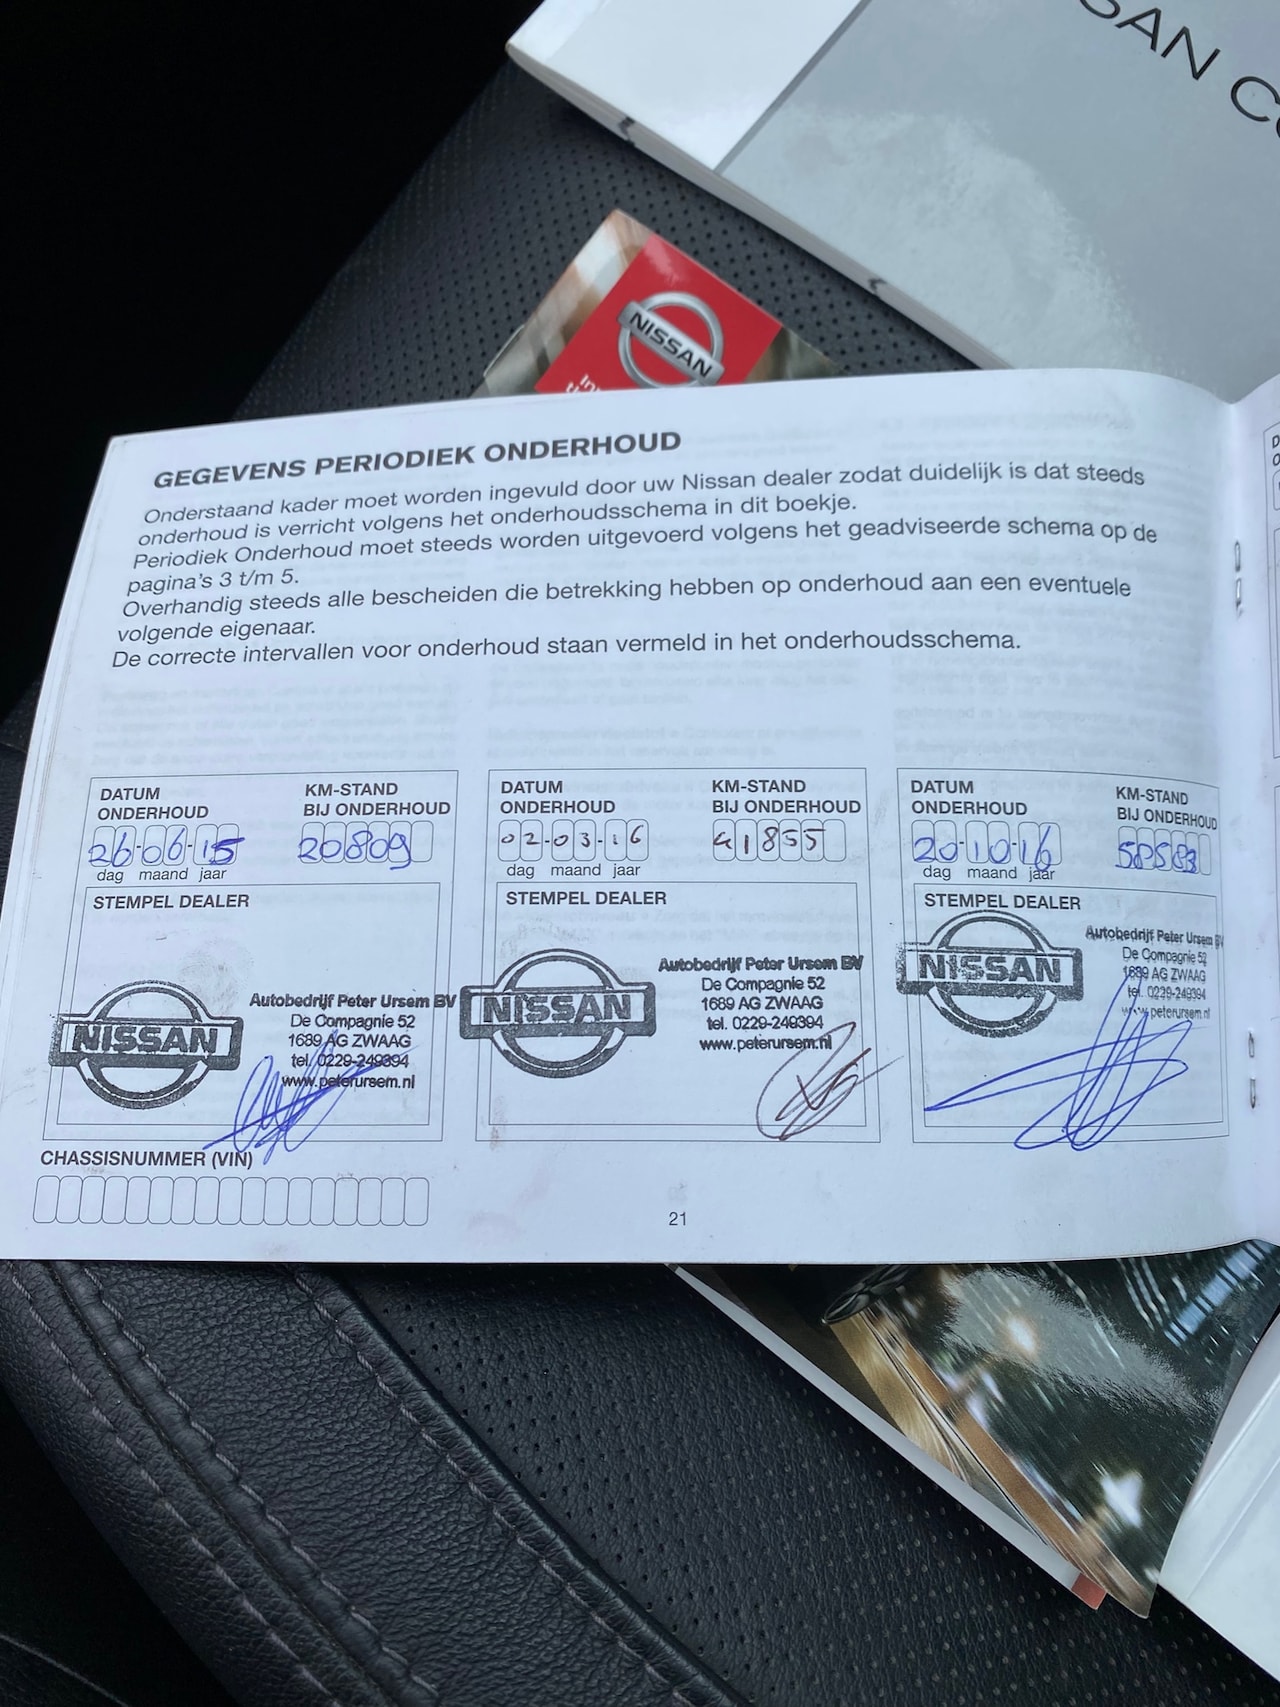 SAN CO
NISSAN
GEGEVENS PERIODIEK ONDERHOUD
Onderstaand kader moet worden ingevuld door uw Nissan dealer zodat duidelijk is dat steeds
onderhoud is verricht volgens het onderhoudsschema in dit boekje.
Periodiek Onderhoud moet steeds worden uitgevoerd volgens het geadviseerde schema op de
pagina's 3 t/m 5.
Overhandig steeds alle bescheiden die betrekking hebben op onderhoud aan een eventuele
volgende eigenaar.
De correcte intervallen voor onderhoud staan vermeld in het onderhoudsschema.
DATUM
ONDERHOUD
KM-STAND
BIJ ONDERHOUD
26-06-15
20809
dag maand jaar
STEMPEL DEALER
NISSAN
Autobedrijf Peter Ursem BV
De Compagnie 52
1689 AG ZWAAG
tel. 0229-249394
www.peterursem.nl
DATUM
ONDERHOUD
KM-STAND
BIJ ONDERHOUD
02-03-16
41855
dag maand jaar
STEMPEL DEALER
NISSAN
Autobedrijf Peter Ursem BV
De Compagnie 52
1689 AG ZWAAG
tel. 0229-249394
www.peterursem.nl
DATUM
ONDERHOUD
KM-STAND
BIJ ONDERHOUD
20-10-16
58583
dag maand jaar
STEMPEL DEALER
NISSAN
Autobedrijf Peter Ursem BV
De Compagnie 52
1689 AG ZWAAG
tel. 0229-249394
www.peterursem.nl
CHASSISNUMMER (VIN)
21